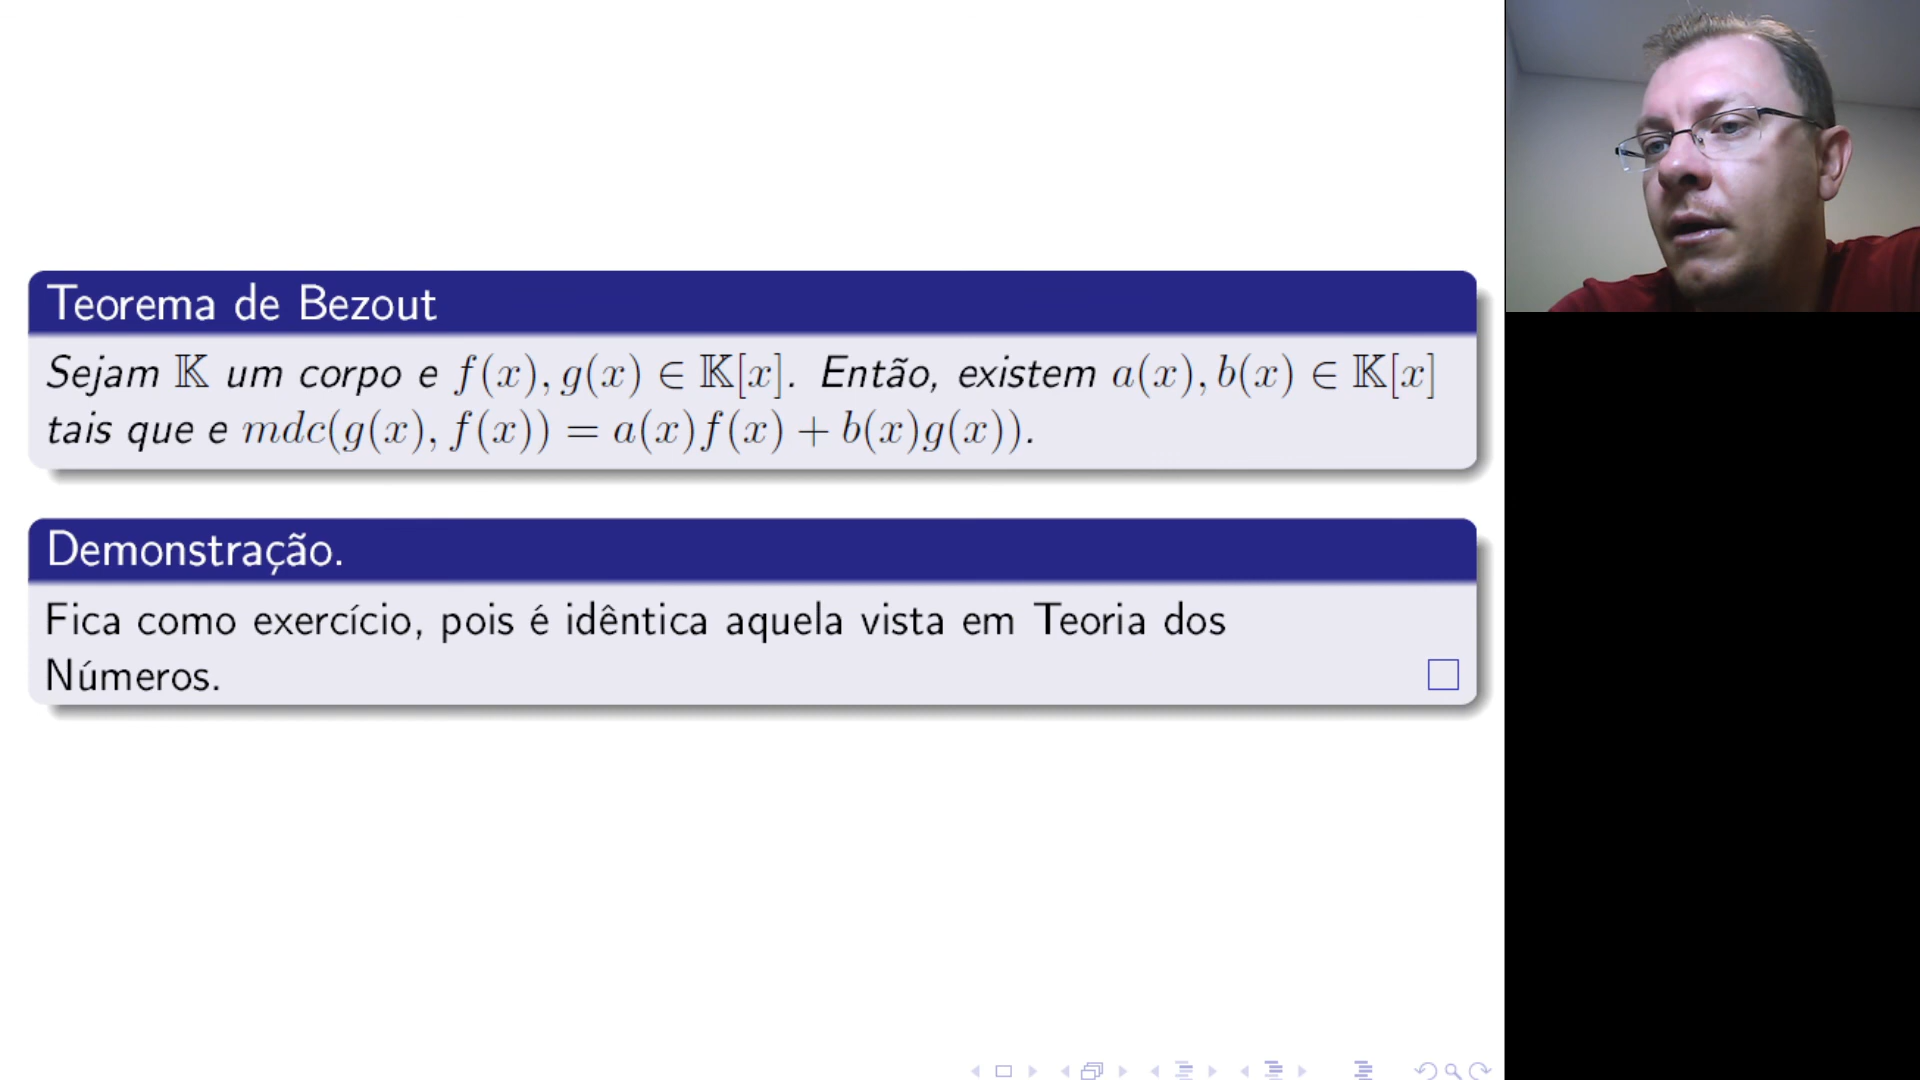 Teorema de Bezout
Sejam 𝕂 um corpo e f(x), g(x) ∈ 𝕂[x]. Então, existem a(x), b(x) ∈ 𝕂[x]
tais que e mdc(g(x), f(x)) = a(x)f(x) + b(x)g(x)).
Demonstração.
Fica como exercício, pois é idêntica aquela vista em Teoria dos
Números.